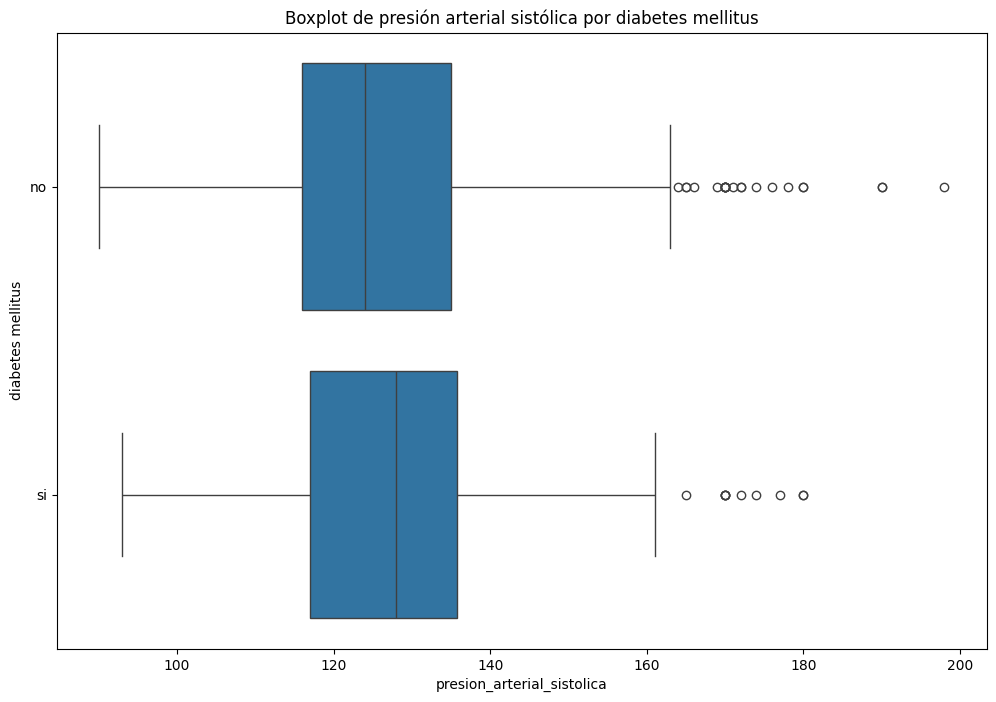 Boxplot de presión arterial sistólica por diabetes mellitus
diabetes mellitus
no
si
100
120
140
160
180
200
presion_arterial_sistolica